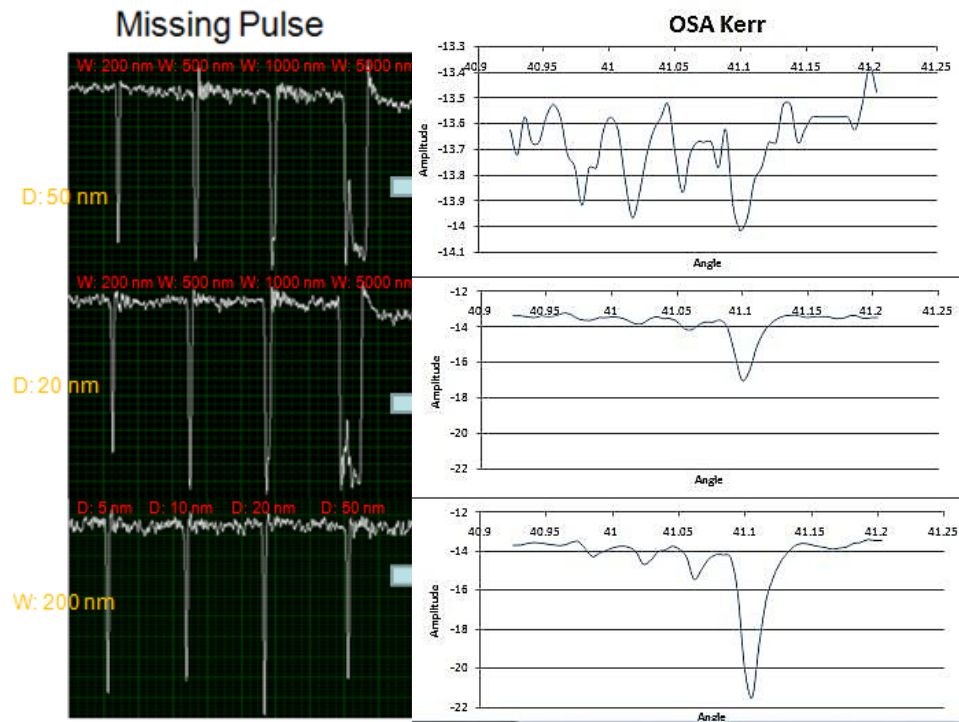 Missing Pulse
W: 200 nm W: 500 nm W: 1000 nm W: 5000 nm
D: 50 nm
W: 200 nm W: 500 nm W: 1000 nm W: 5000 nm
D: 20 nm
D: 5 nm D: 10 nm D: 20 nm D: 50 nm
W: 200 nm
OSA Kerr
-13.3
40.9 40.95 41 41.05 41.1 41.15 41.2 41.25
-13.4
-13.5
-13.6
-13.7
-13.8
-13.9
-14
-14.1
Amplitude
Angle
-12
40.9 40.95 41 41.05 41.1 41.15 41.2 41.25
-14
-16
-18
-20
-22
Amplitude
Angle
-12
40.9 40.95 41 41.05 41.1 41.15 41.2 41.25
-14
-16
-18
-20
-22
Amplitude
Angle